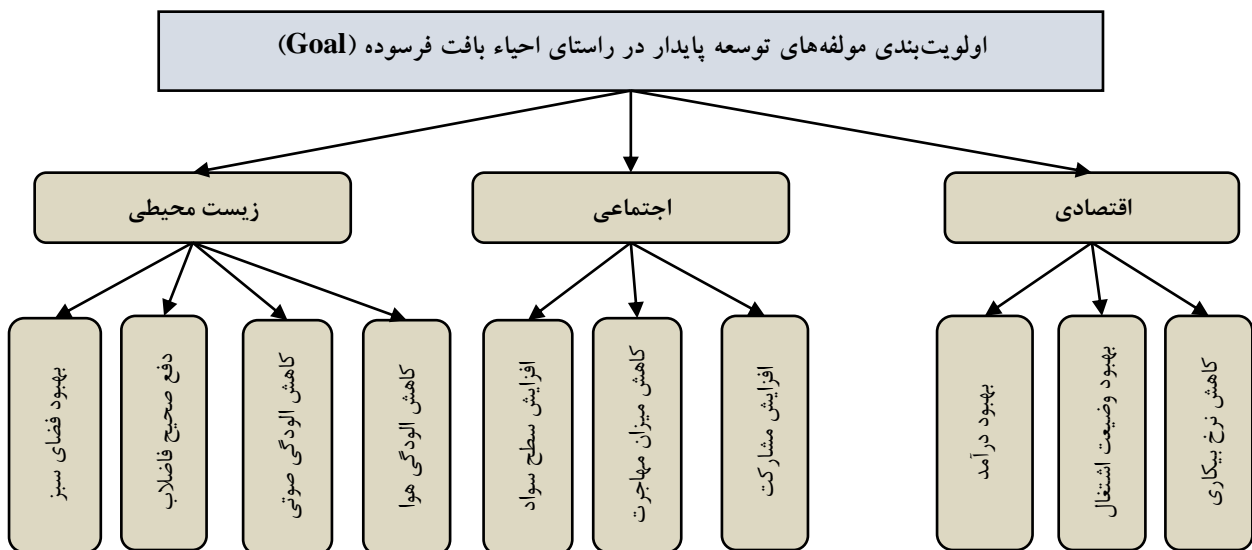 اولویت‌بندی مولفه‌های توسعه پایدار در راستای احیاء بافت فرسوده (Goal)
اقتصادی
اجتماعی
زیست محیطی
کاهش نرخ بیکاری
بهبود وضیعت اشتغال
بهبود درآمد
افزایش مشارکت
کاهش میزان مهاجرت
افزایش سطح سواد
کاهش الودگی هوا
کاهش الودگی صوتی
دفع صحیح فاضلاب
بهبود فضای سبز